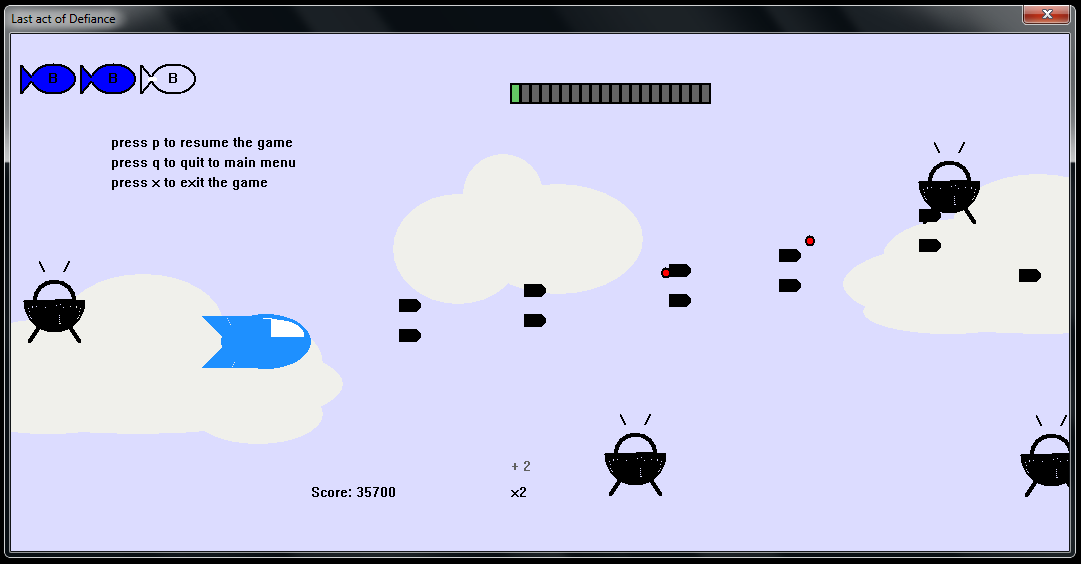 Last act of Defiance
B B B
press p to resume the game
press q to quit to main menu
press x to exit the game
+ 2
Score: 35700 x2